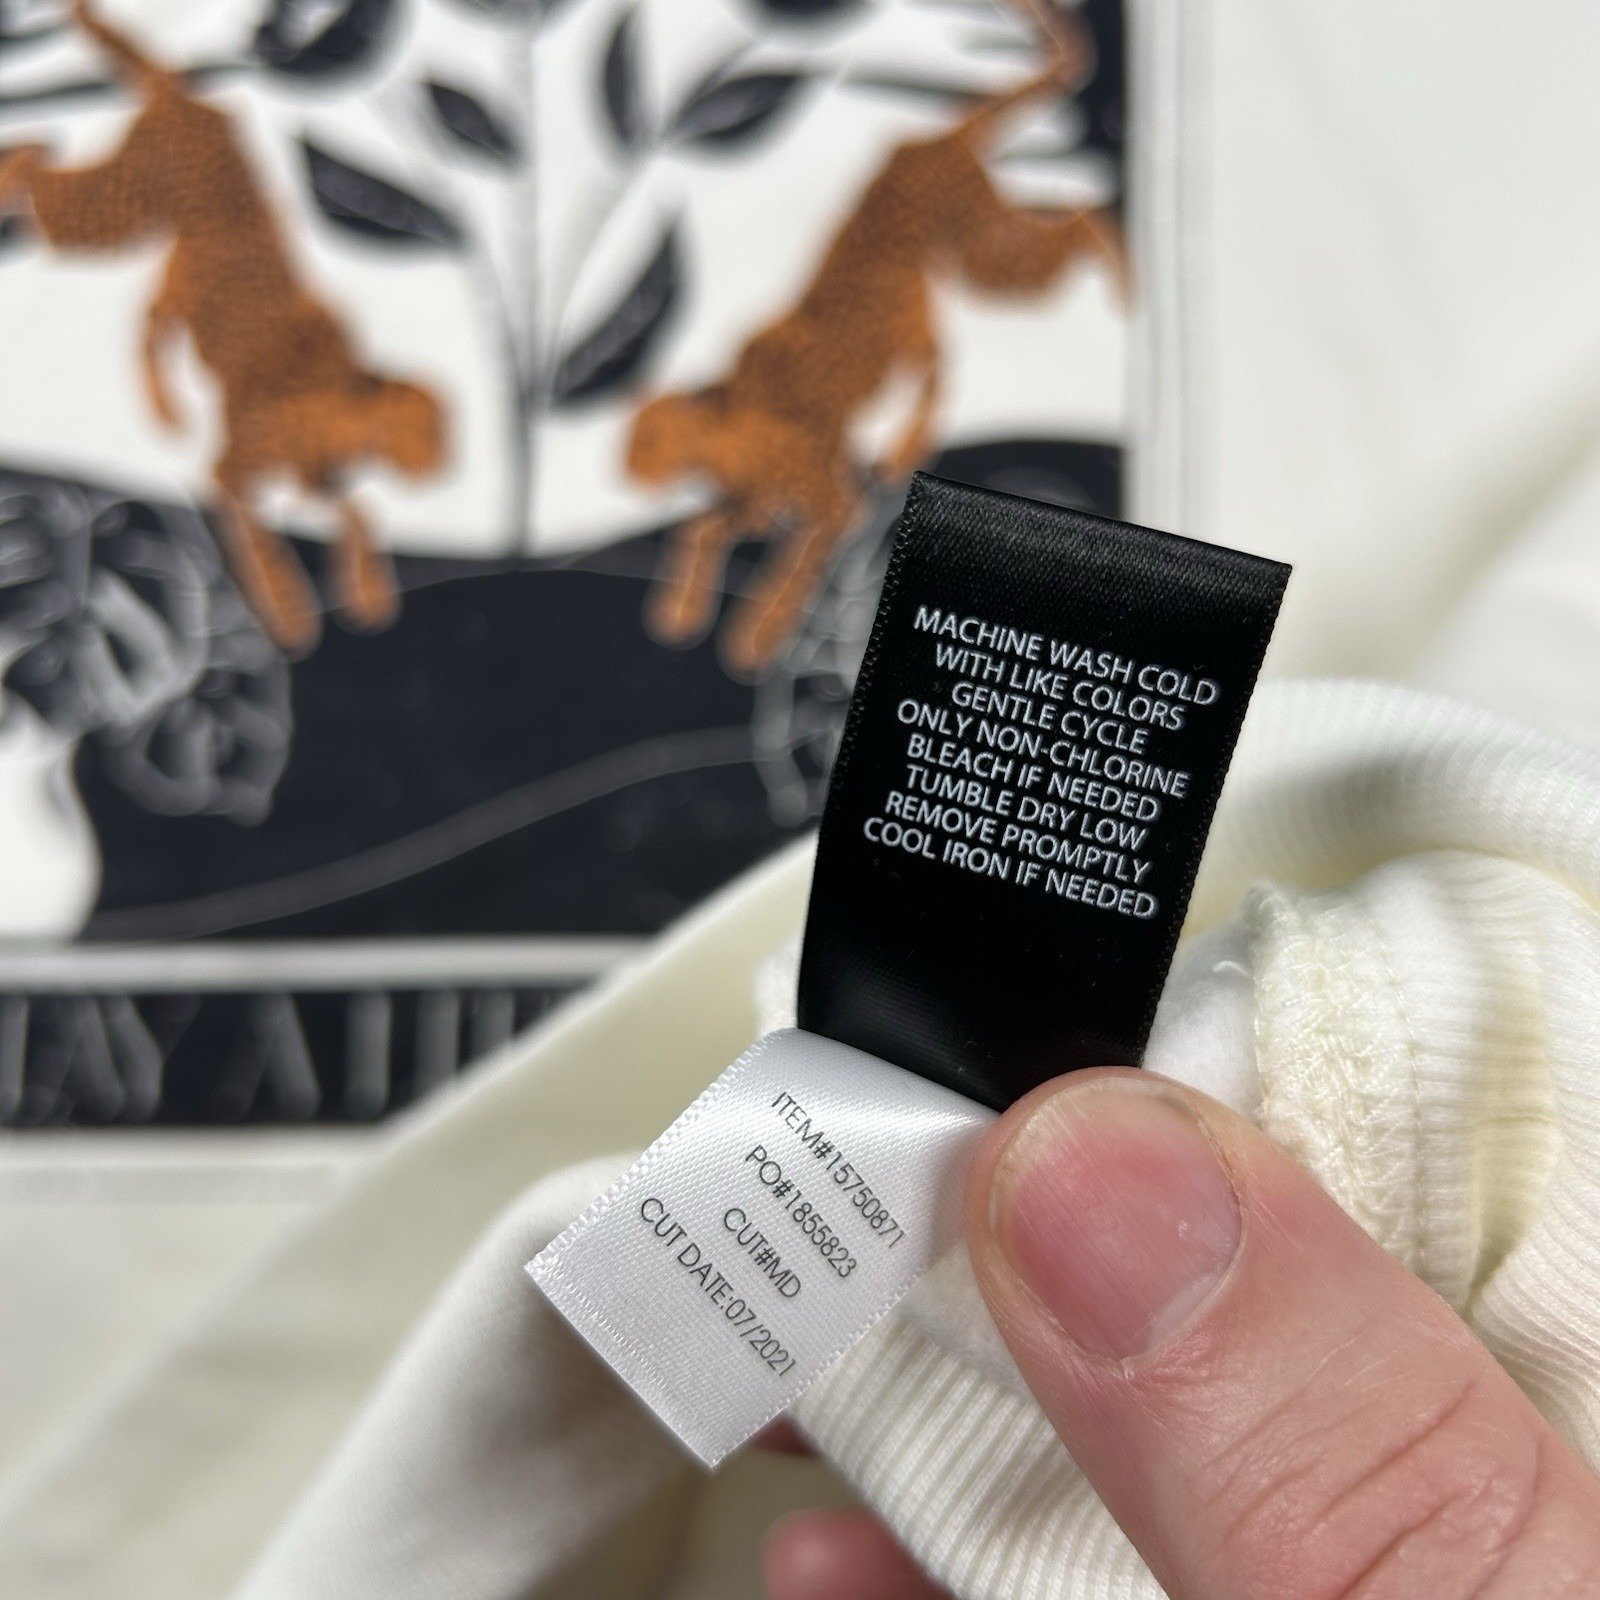 MACHINE WASH COLD
WITH LIKE COLORS
GENTLE CYCLE
ONLY NON-CHLORINE
BLEACH IF NEEDED
TUMBLE DRY LOW
REMOVE PROMPTLY
COOL IRON IF NEEDED
ITEM#15750871
PO#1855823
CUT#MD
CUT DATE:07/2021